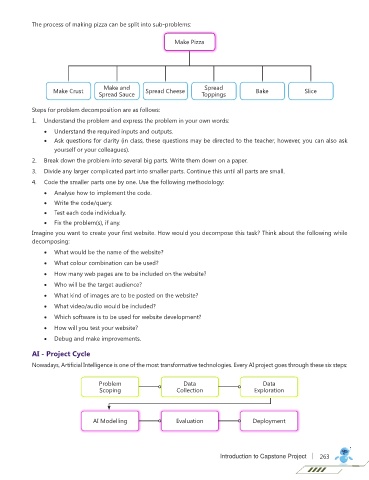 The process of making pizza can be split into sub-problems:
Make Pizza
Make Crust
Make and
Spread Sauce
Spread Cheese
Spread
Toppings
Bake
Slice
Steps for problem decomposition are as follows:
1. Understand the problem and express the problem in your own words:
• Understand the required inputs and outputs.
• Ask questions for clarity (in class, these questions may be directed to the teacher, however, you can also ask
yourself or your colleagues).
2. Break down the problem into several big parts. Write them down on a paper.
3. Divide any larger complicated part into smaller parts. Continue this until all parts are small.
4. Code the smaller parts one by one. Use the following methodology:
• Analyse how to implement the code.
• Write the code/query.
• Test each code individually.
• Fix the problem(s), if any.
Imagine you want to create your first website. How would you decompose this task? Think about the following while
decomposing:
• What would be the name of the website?
• What colour combination can be used?
• How many web pages are to be included on the website?
• Who will be the target audience?
• What kind of images are to be posted on the website?
• What video/audio would be included?
• Which software is to be used for website development?
• How will you test your website?
• Debug and make improvements.
AI - Project Cycle
Nowadays, Artificial Intelligence is one of the most transformative technologies. Every AI project goes through these six steps:
Problem
Scoping
Data
Collection
Data
Exploration
AI Modelling
Evaluation
Deployment
Introduction to Capstone Project | 263